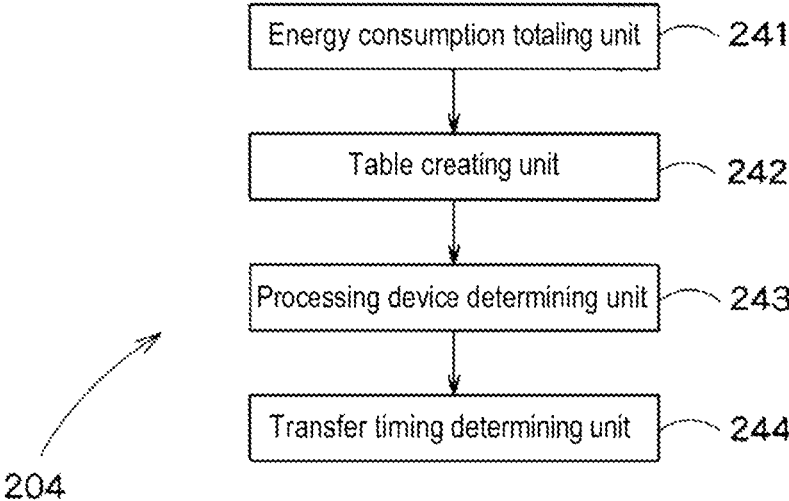 Energy consumption totaling unit 241
Table creating unit 242
Processing device determining unit 243
Transfer timing determining unit 244
204